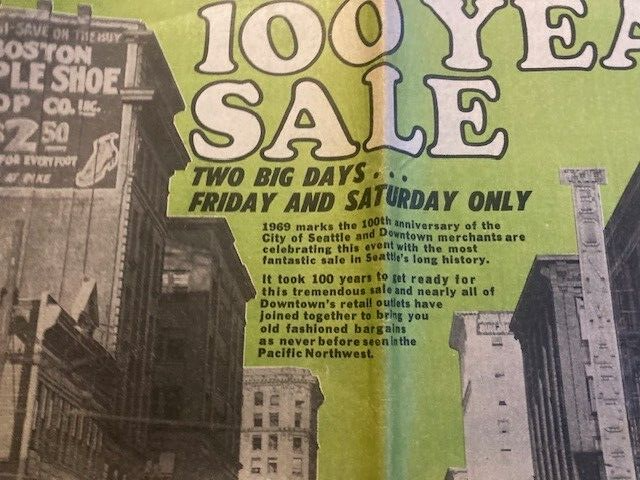 SAVE ON THE BUY
BOSTON
PLE SHOE
OP CO. INC.
$2 50
FOR EVERY FOOT
AT PIKE
100 YEA
SALE
TWO BIG DAYS...
FRIDAY AND SATURDAY ONLY
1969 marks the 100th anniversary of the
City of Seattle and Downtown merchants are
celebrating this event with the most
fantastic sale in Seattle's long history.
It took 100 years to get ready for
this tremendous sale and nearly all of
Downtown's retail outlets have
joined together to bring you
old fashioned bargains
as never before seen in the
Pacific Northwest.